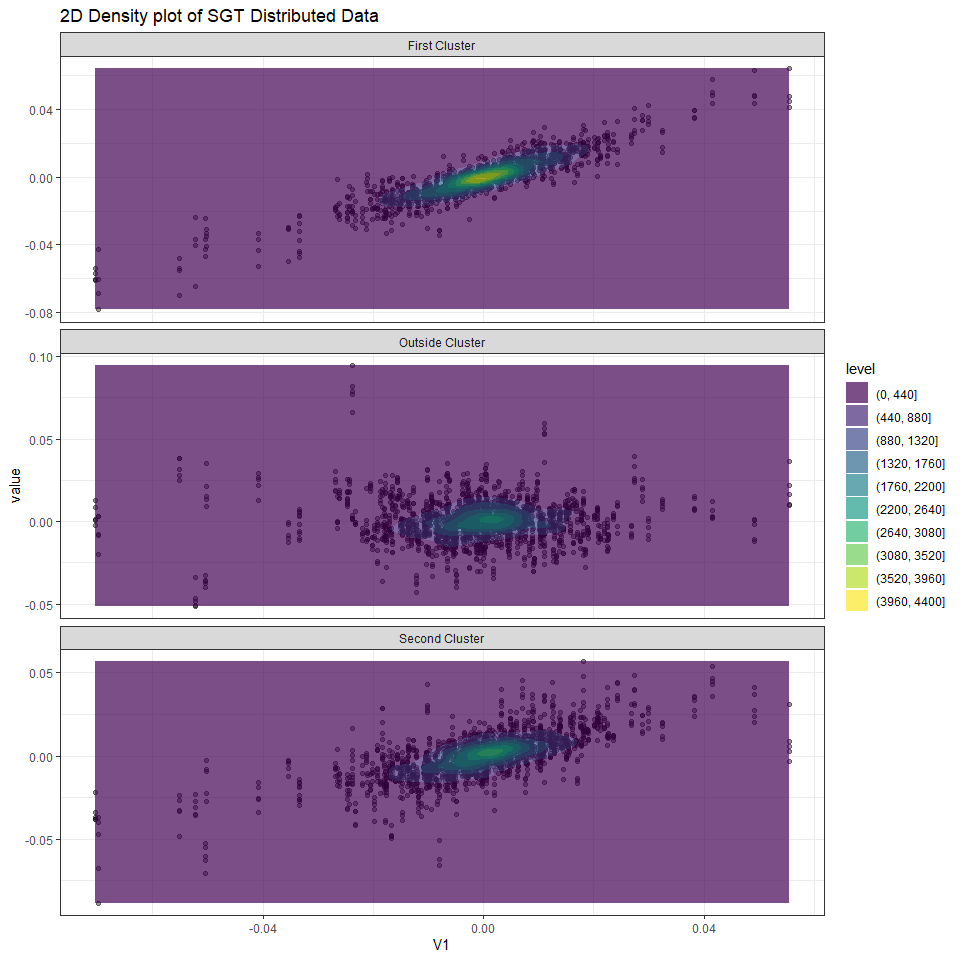 2D Density plot of SGT Distributed Data
First Cluster
0.04
0.00
-0.04
-0.08
Outside Cluster
0.10
0.05
0.00
-0.05
Second Cluster
0.05
0.00
-0.05
value
-0.04 0.00 0.04
V1
level
(0, 440]
(440, 880]
(880, 1320]
(1320, 1760]
(1760, 2200]
(2200, 2640]
(2640, 3080]
(3080, 3520]
(3520, 3960]
(3960, 4400]